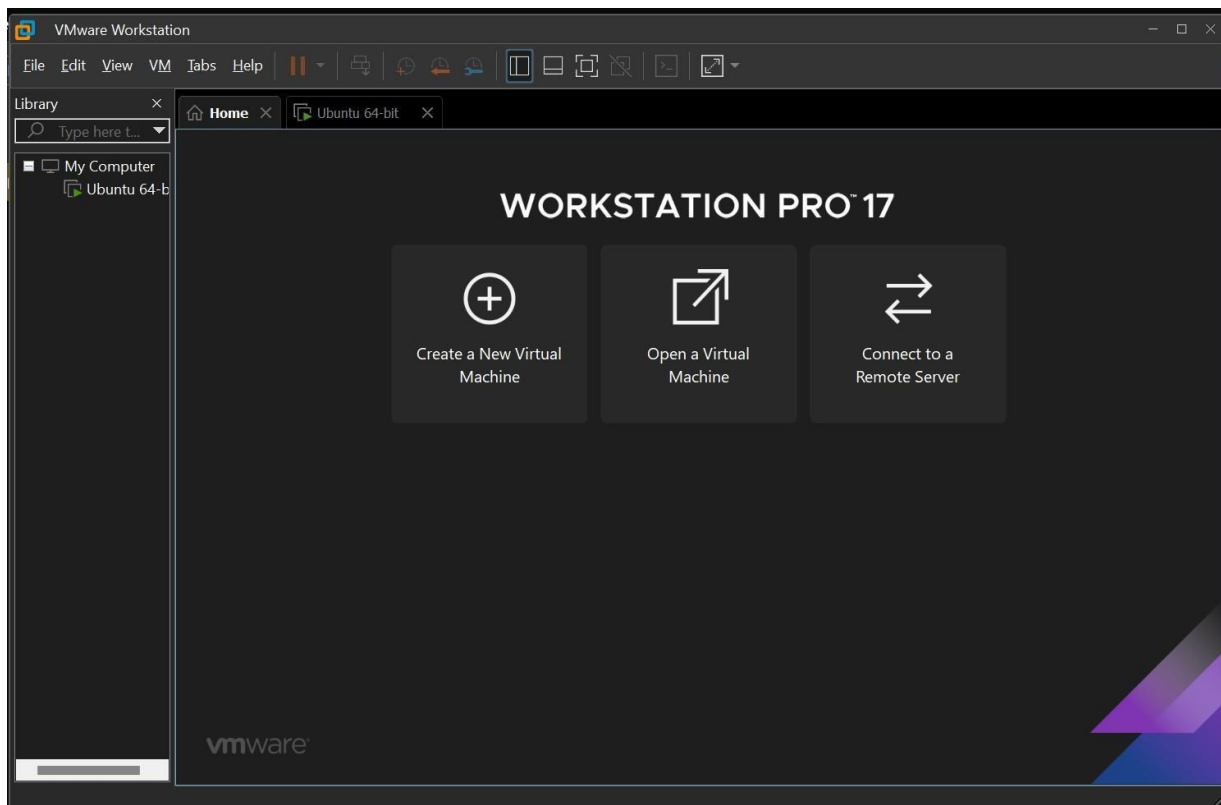 VMware Workstation
File Edit View VM Tabs Help
Library
Type here t...
My Computer
Ubuntu 64-b
Home
Ubuntu 64-bit
WORKSTATION PRO™ 17
Create a New Virtual
Machine
Open a Virtual
Machine
Connect to a
Remote Server
vmware